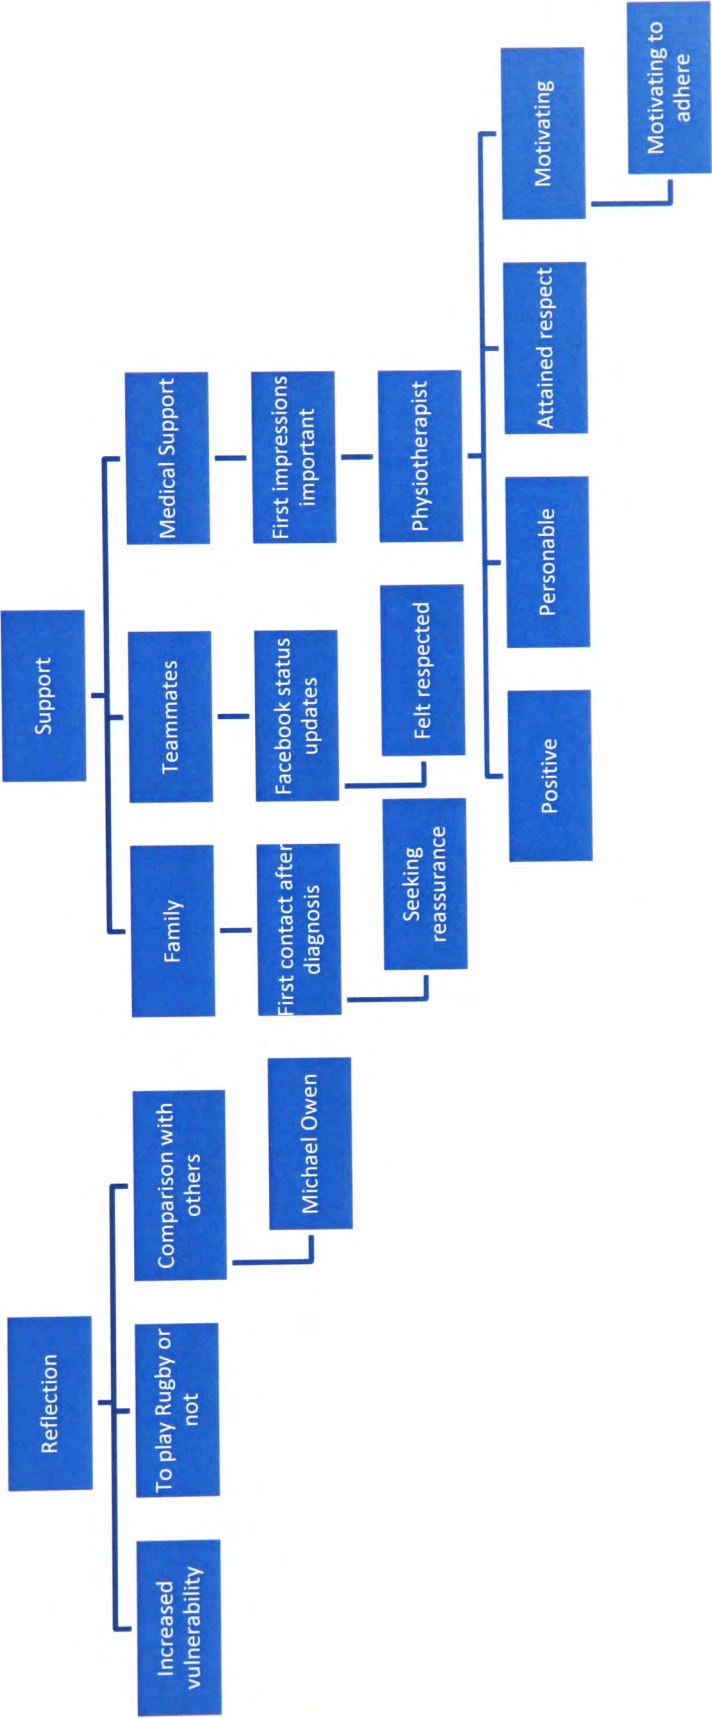 Reflection
Increased
vulnerability
To play Rugby or
not
Comparison with
others
Michael Owen
Support
Family
First contact after
diagnosis
Seeking
reassurance
Teammates
Facebook status
updates
Felt respected
Medical Support
First impressions
important
Physiotherapist
Positive
Personable
Attained respect
Motivating
Motivating to
adhere